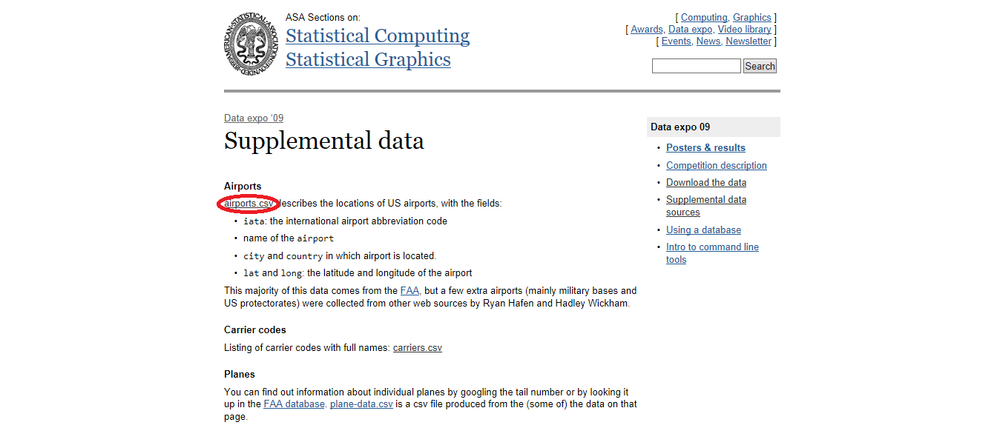 ASA Sections on:
Statistical Computing
Statistical Graphics
[ Computing, Graphics ]
[ Awards, Data expo, Video library ]
[ Events, News, Newsletter ]
Search
Data expo ‘09
Supplemental data
Airports
airports.csv describes the locations of US airports, with the fields:
• iata: the international airport abbreviation code
• name of the airport
• city and country in which airport is located.
• lat and long: the latitude and longitude of the airport
This majority of this data comes from the FAA, but a few extra airports (mainly military bases and
US protectorates) were collected from other web sources by Ryan Hafen and Hadley Wickham.
Carrier codes
Listing of carrier codes with full names: carriers.csv
Planes
You can find out information about individual planes by googling the tail number or by looking it
up in the FAA database. plane-data.csv is a csv file produced from the (some of) the data on that
page.
Data expo 09
• Posters & results
• Competition description
• Download the data
• Supplemental data
sources
• Using a database
• Intro to command line
tools